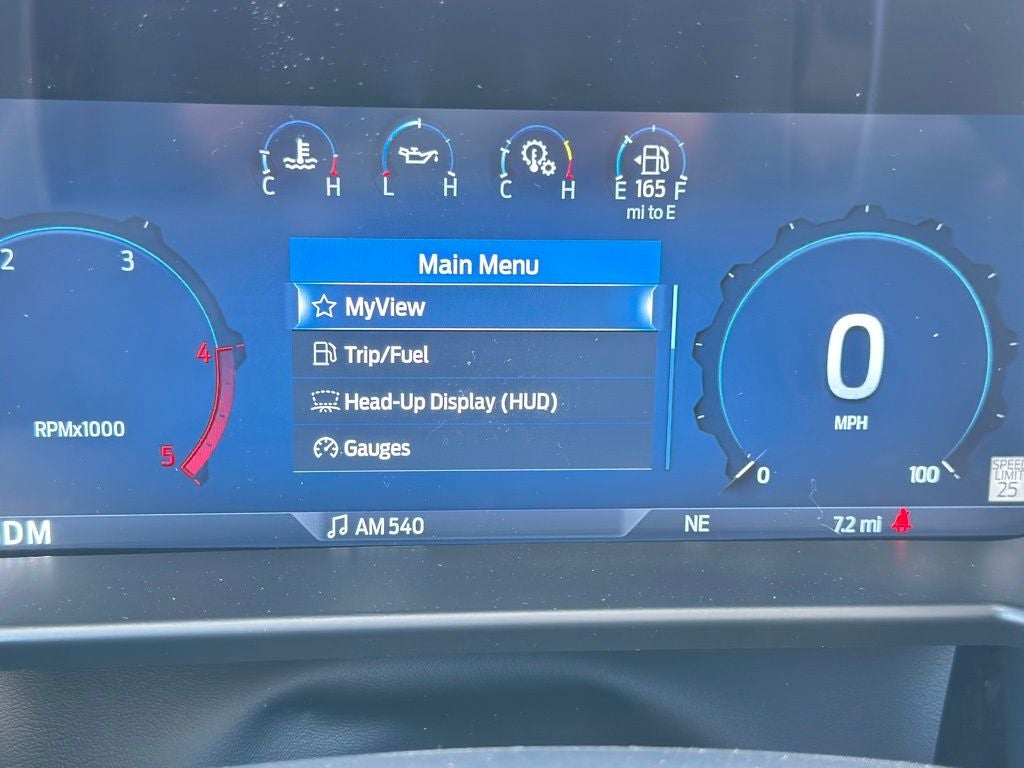 C H
L H
C H
E 165 F
mi to E
2 3
4
5
RPMx1000
Main Menu
MyView
Trip/Fuel
Head-Up Display (HUD)
Gauges
0
MPH
0 100
SPEED
LIMIT
25
DM
AM 540
NE
7.2 mi